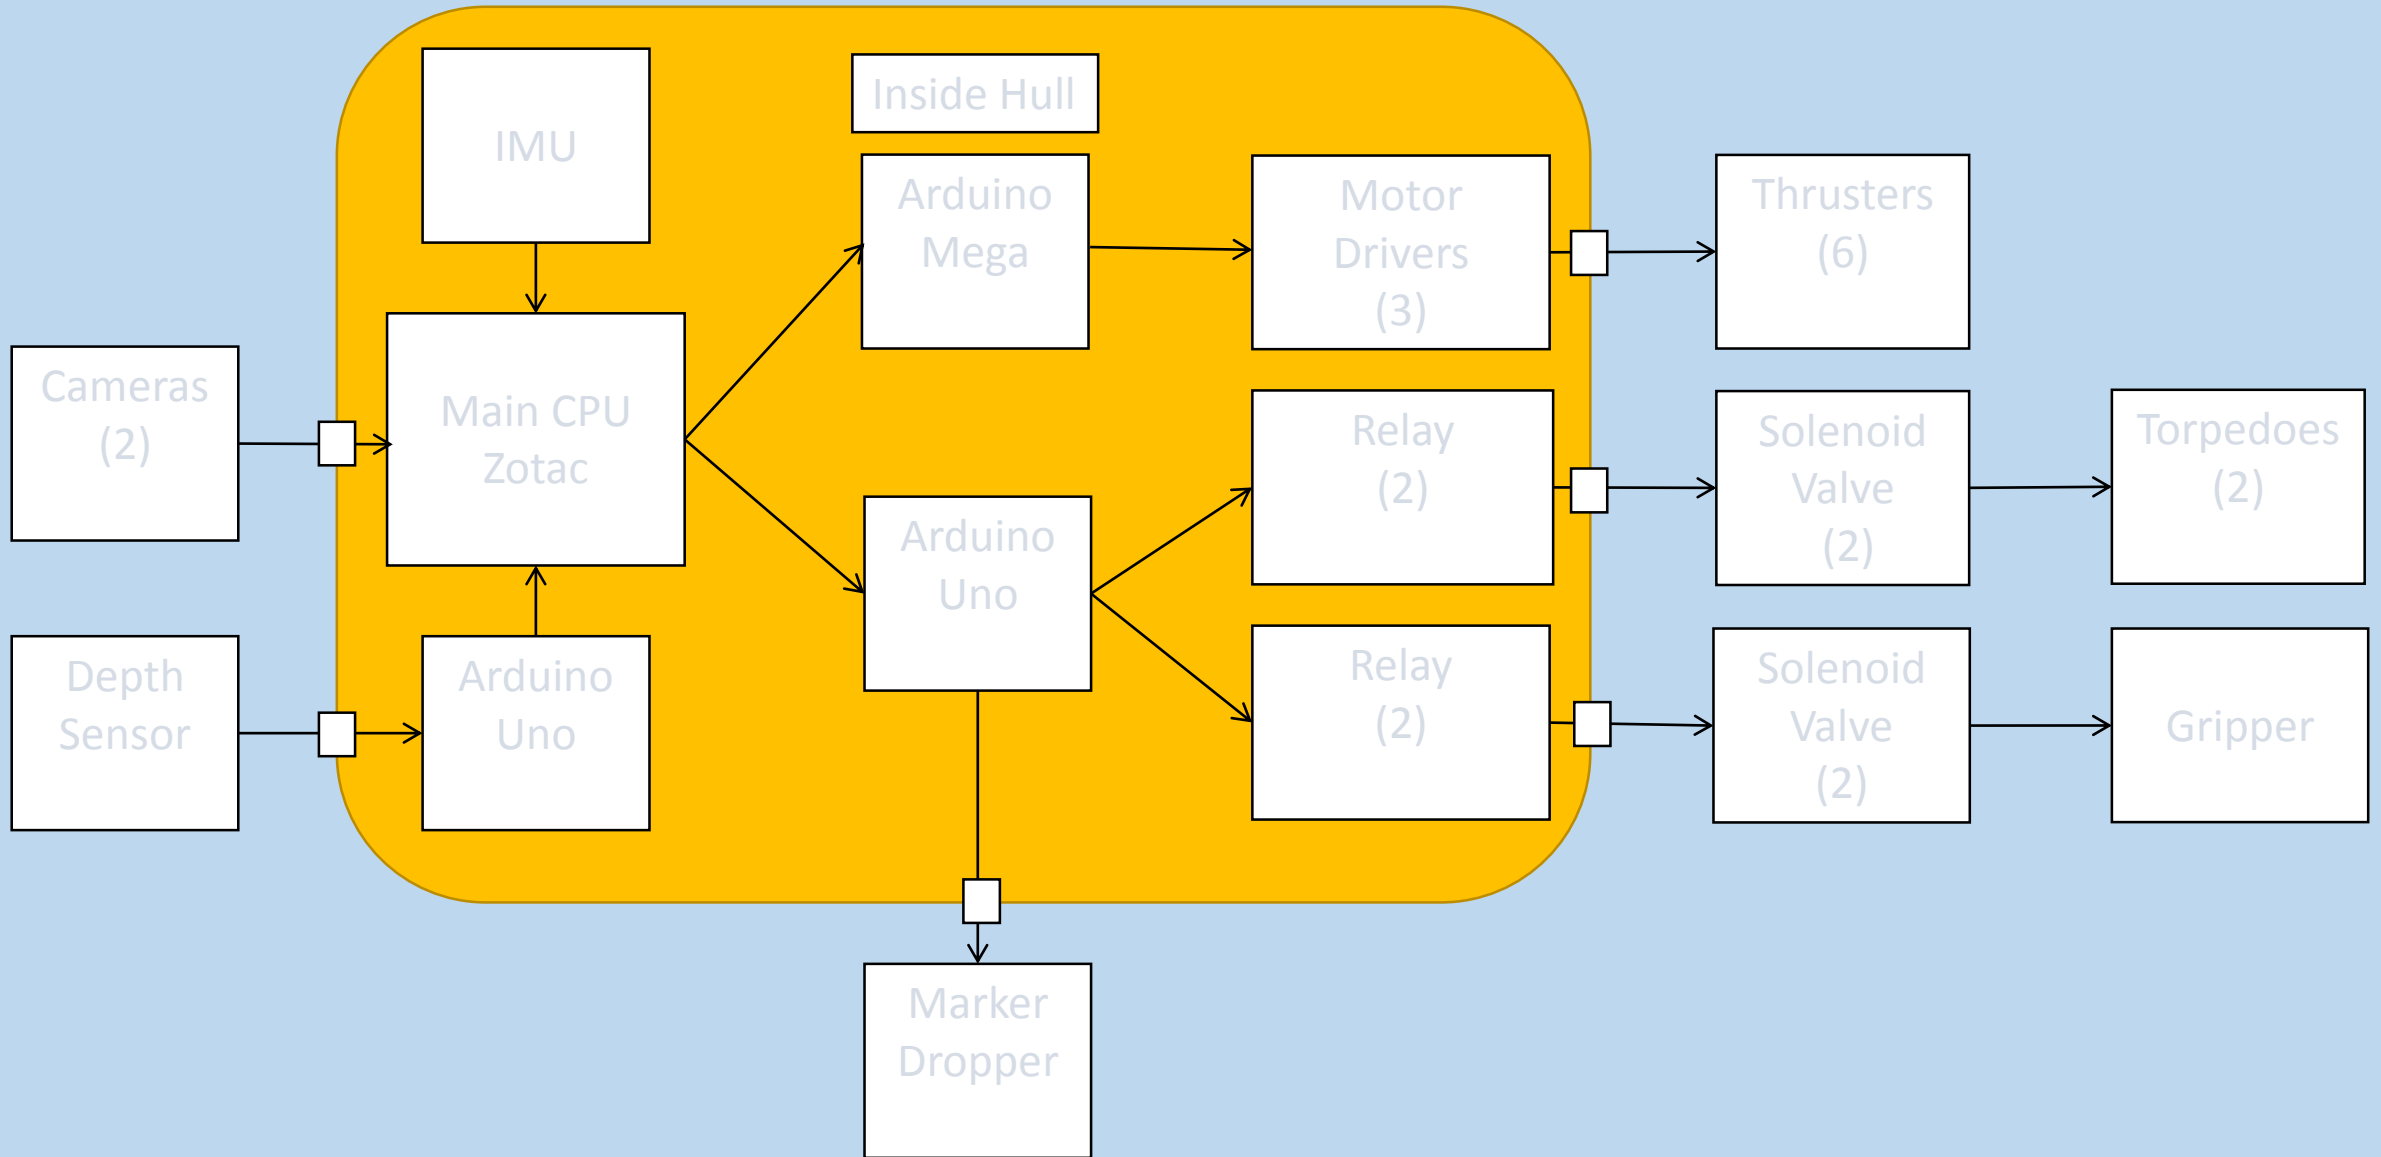 IMU
Inside Hull
Arduino
Mega
Motor
Drivers
(3)
Thrusters
(6)
Cameras
(2)
Main CPU
Zotac
Relay
(2)
Solenoid
Valve
(2)
Torpedoes
(2)
Arduino
Uno
Depth
Sensor
Arduino
Uno
Relay
(2)
Solenoid
Valve
(2)
Gripper
Marker
Dropper